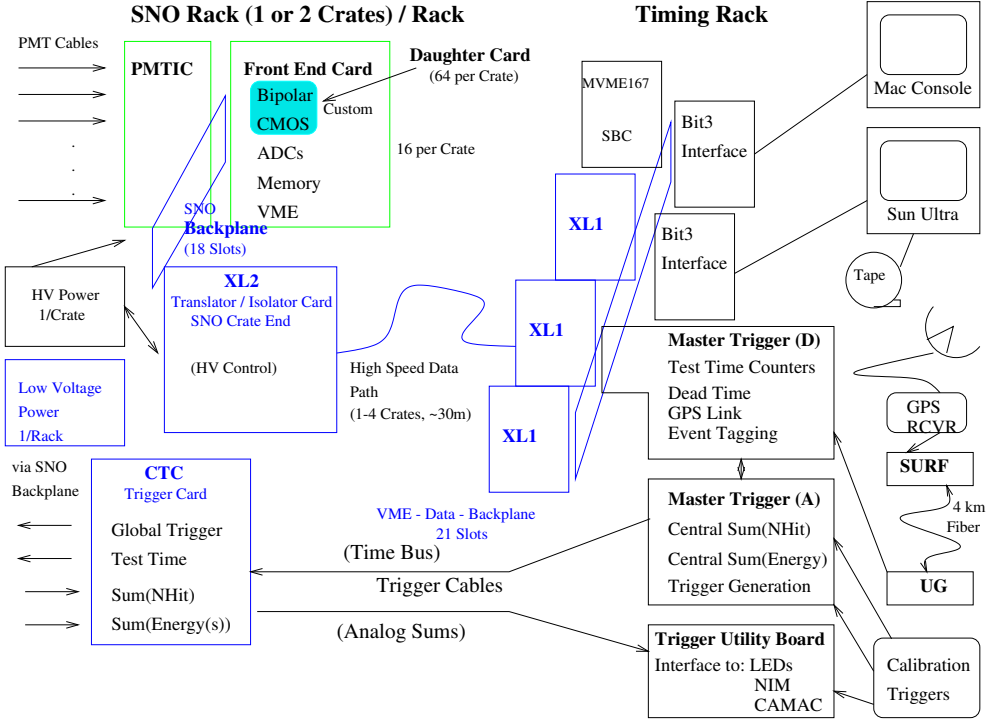 SNO Rack (1 or 2 Crates) / Rack
Timing Rack
PMT Cables
PMTIC
Front End Card
Bipolar
CMOS
ADCs
Memory
VME
Custom
Daughter Card
(64 per Crate)
16 per Crate
SNO
Backplane
(18 Slots)
HV Power
1/Crate
Low Voltage
Power
1/Rack
XL2
Translator / Isolator Card
SNO Crate End
(HV Control)
High Speed Data
Path
(1-4 Crates, ~30m)
MVME167
SBC
Bit3
Interface
Bit3
Interface
XL1
XL1
XL1
Mac Console
Sun Ultra
Tape
Master Trigger (D)
Test Time Counters
Dead Time
GPS Link
Event Tagging
GPS
RCVR
SURF
4 km
Fiber
UG
via SNO
Backplane
CTC
Trigger Card
Global Trigger
Test Time
Sum(NHit)
Sum(Energy(s))
VME - Data - Backplane
21 Slots
(Time Bus)
Trigger Cables
(Analog Sums)
Master Trigger (A)
Central Sum(NHit)
Central Sum(Energy)
Trigger Generation
Trigger Utility Board
Interface to: LEDs
NIM
CAMAC
Calibration
Triggers